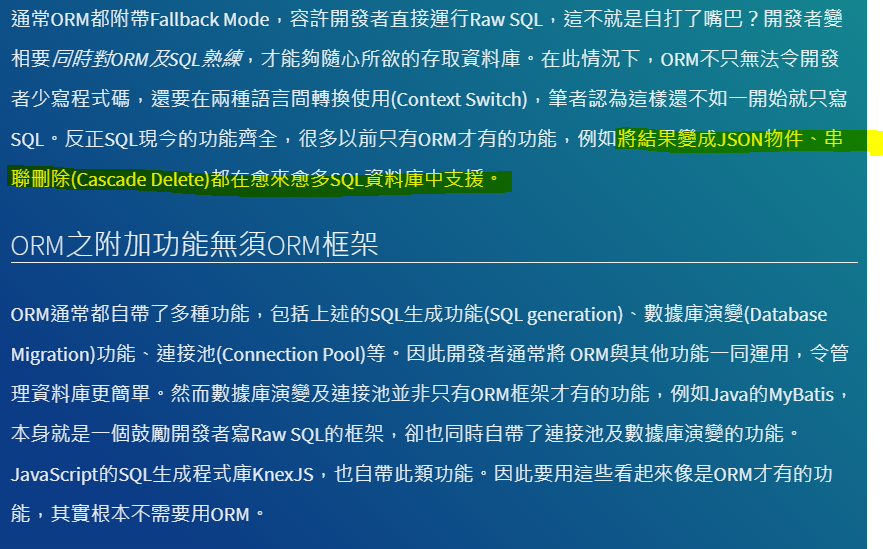 通常ORM都附帶Fallback Mode，容許開發者直接運行Raw SQL，這不就是自打了嘴巴？開發者變
相要同時對ORM及SQL熟練，才能夠隨心所欲的存取資料庫。在此情況下，ORM不只無法令開發
者少寫程式碼，還要在兩種語言間轉換使用(Context Switch)，筆者認為這樣還不如一開始就只寫
SQL。反正SQL現今的功能齊全，很多以前只有ORM才有的功能，例如將結果變成JSON物件、串
聯刪除(Cascade Delete)都在愈來愈多SQL資料庫中支援。
ORM之附加功能無須ORM框架
ORM通常都自帶了多種功能，包括上述的SQL生成功能(SQL generation)、數據庫演變(Database
Migration)功能、連接池(Connection Pool)等。因此開發者通常將 ORM與其他功能一同運用，令管
理資料庫更簡單。然而數據庫演變及連接池並非只有ORM框架才有的功能，例如Java的MyBatis，
本身就是一個鼓勵開發者寫Raw SQL的框架，卻也同時自帶了連接池及數據庫演變的功能。
JavaScript的SQL生成程式庫KnexJS，也自帶此類功能。因此要用這些看起來像是ORM才有的功
能，其實根本不需要用ORM。